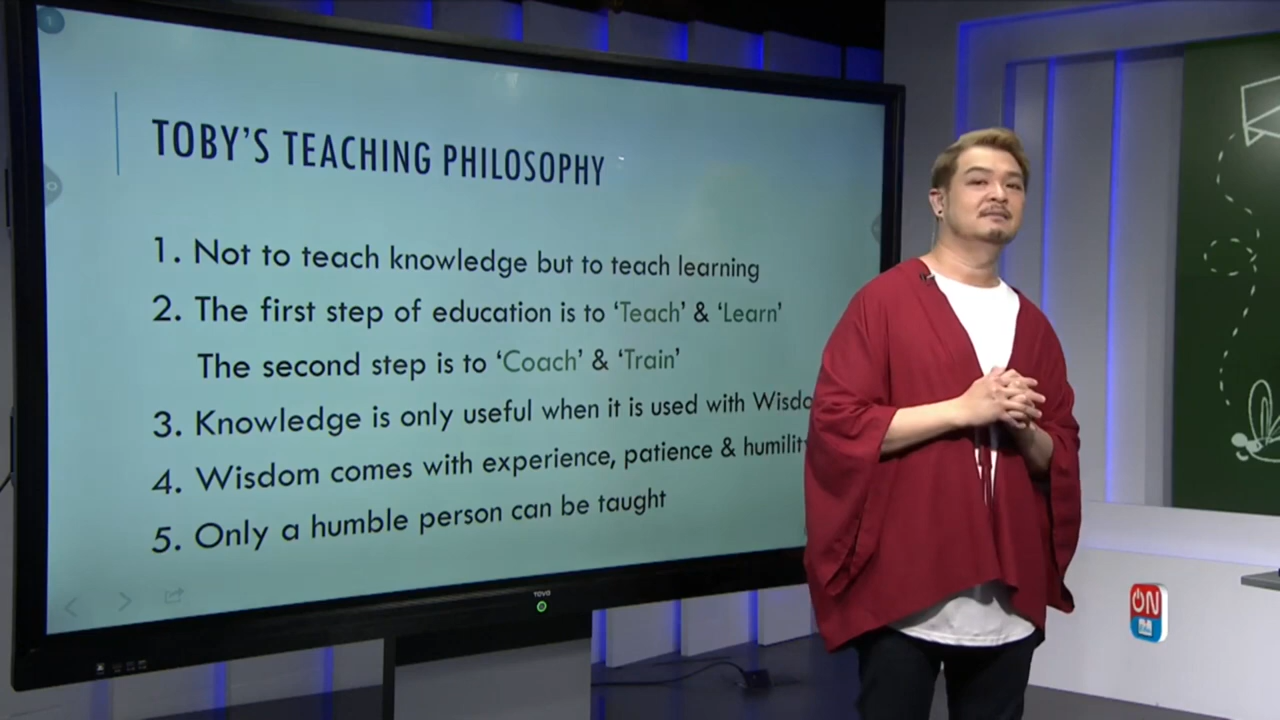 TOBY'S TEACHING PHILOSOPHY
1. Not to teach knowledge but to teach learning
2. The first step of education is to ‘Teach’ & ‘Learn’
The second step is to ‘Coach’ & ‘Train’
3. Knowledge is only useful when it is used with Wisdo
4. Wisdom comes with experience, patience & humility
5. Only a humble person can be taught
ON